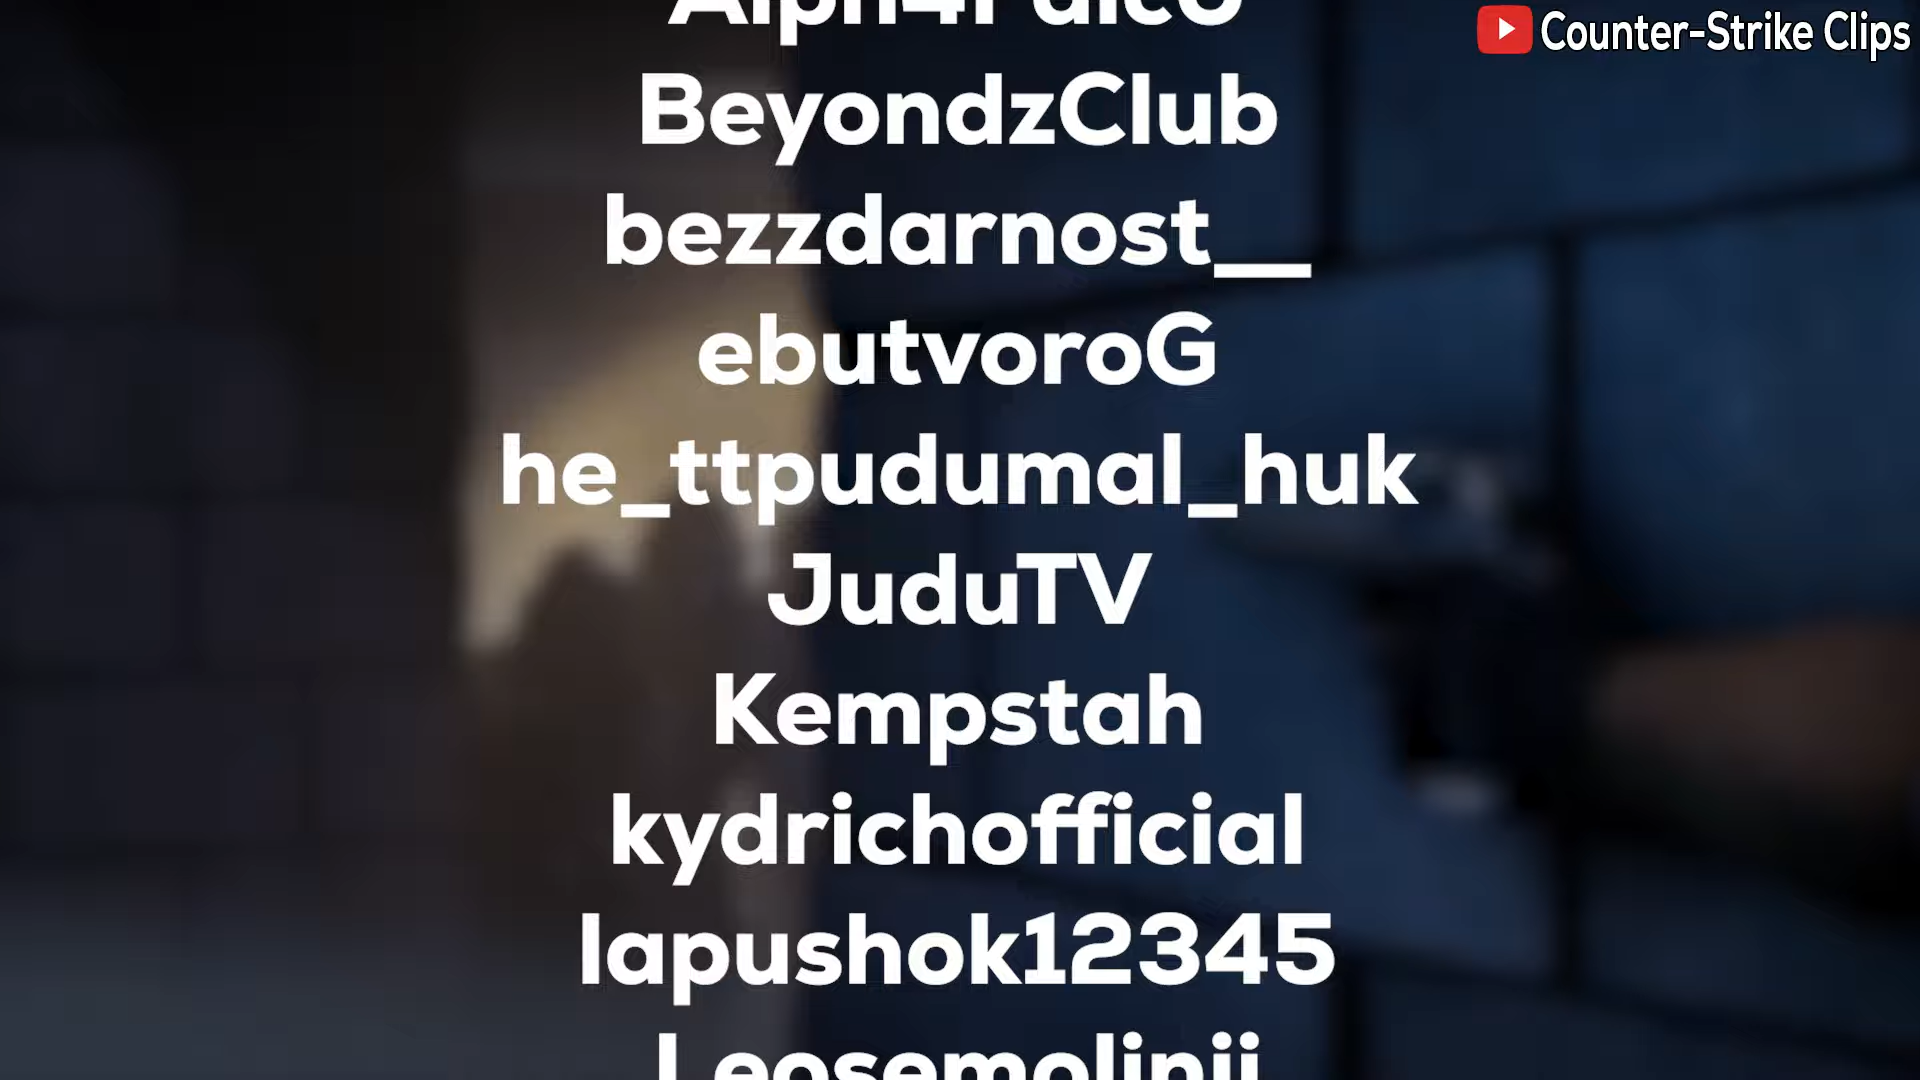 Counter-Strike Clips
BeyondzClub
bezzdarnost__
ebutvoroG
he_ttpudumal_huk
JuduTV
Kempstah
kydrichofficial
lapushok12345